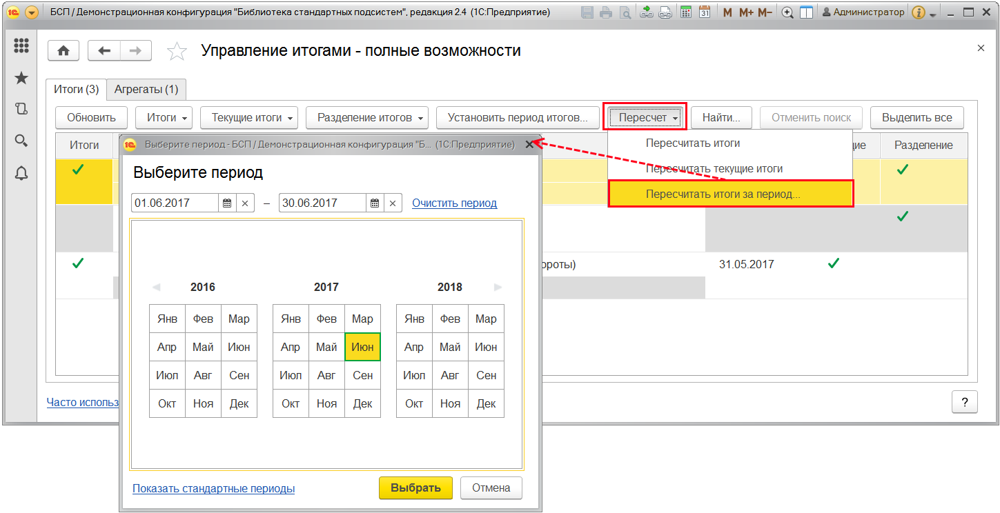 БСП / Демонстрационная конфигурация "Библиотека стандартных подсистем", редакция 2.4 (1С:Предприятие)
31 M M+ M− Администратор
Управление итогами - полные возможности
Итоги (3) Агрегаты (1)
Обновить Итоги Текущие итоги Разделение итогов Установить период итогов... Пересчет Найти... Отменить поиск Выделить все
Итоги Разделение
Пересчитать итоги
Пересчитать текущие итоги
Пересчитать итоги за период...
ороты) 31.05.2017
Выберите период - БСП / Демонстрационная конфигурация "Б... (1С:Предприятие)
Выберите период
01.06.2017 – 30.06.2017 Очистить период
2016 2017 2018
Янв Фев Мар Янв Фев Мар Янв Фев Мар
Апр Май Июн Апр Май Июн Апр Май Июн
Июл Авг Сен Июл Авг Сен Июл Авг Сен
Окт Ноя Дек Окт Ноя Дек Окт Ноя Дек
Показать стандартные периоды Выбрать Отмена
Часто использ
?